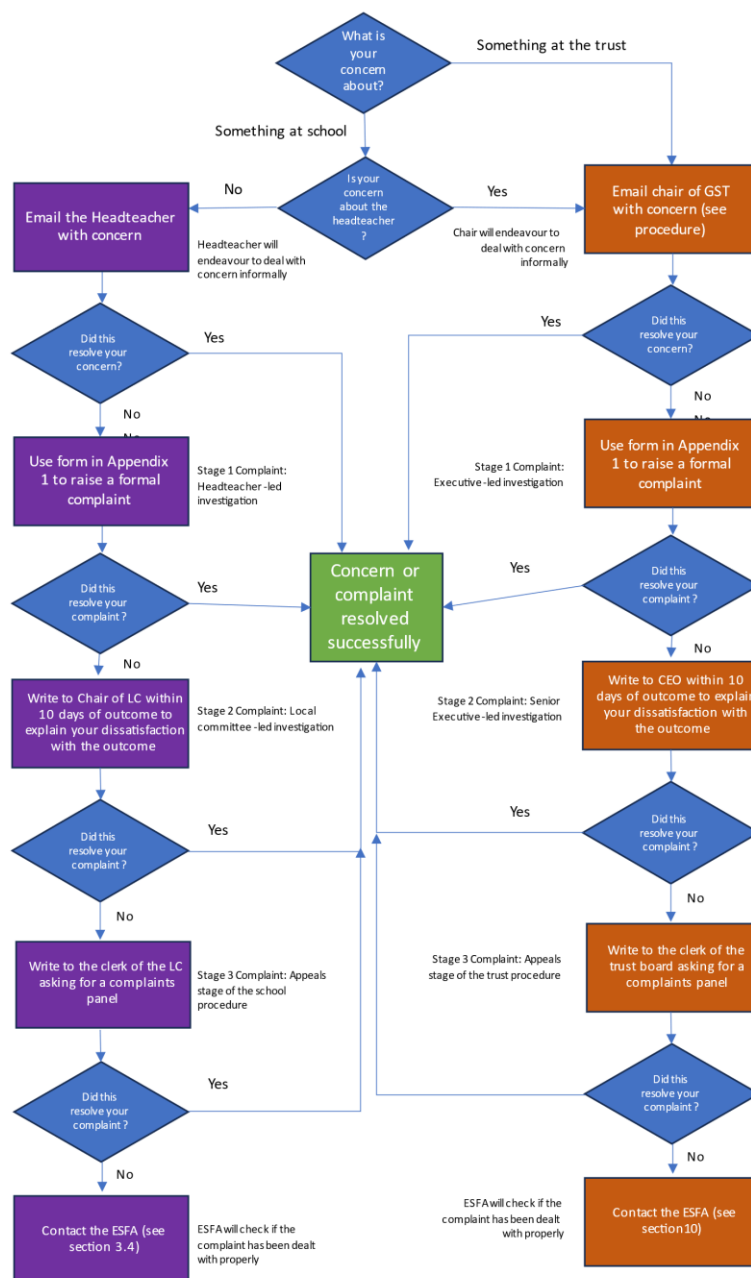 What is
your
concern
about?
Something at the trust
Something at school
Is your
concern
about the
headteacher
?
No
Yes
Email the Headteacher
with concern
Email chair of GST
with concern (see
procedure)
Headteacher will
endeavour to deal with
concern informally
Chair will endeavour to
deal with concern
informally
Did this
resolve your
concern?
Yes
Yes
Did this
resolve your
concern?
No
No
No
No
Use form in Appendix
1 to raise a formal
complaint
Stage 1 Complaint:
Headteacher -led
investigation
Stage 1 Complaint:
Executive -led investigation
Use form in Appendix
1 to raise a formal
complaint
Did this
resolve your
complaint ?
Yes
Concern or
complaint
resolved
successfully
Yes
Did this
resolve your
complaint ?
No
No
Write to Chair of LC within
10 days of outcome to
explain your dissatisfaction
with the outcome
Stage 2 Complaint: Local
committee -led investigation
Stage 2 Complaint: Senior
Executive -led investigation
Write to CEO within 10
days of outcome to explain
your dissatisfaction with
the outcome
Did this
resolve your
complaint ?
Yes
Yes
Did this
resolve your
complaint ?
No
No
Write to the clerk of the LC
asking for a complaints
panel
Stage 3 Complaint: Appeals
stage of the school
procedure
Stage 3 Complaint: Appeals
stage of the trust procedure
Write to the clerk of the
trust board asking for a
complaints panel
Did this
resolve your
complaint ?
Yes
Did this
resolve your
complaint ?
No
No
Contact the ESFA (see
section 3.4)
ESFA will check if the
complaint has been dealt
with properly
ESFA will check if the
complaint has been dealt
with properly
Contact the ESFA (see
section 10)